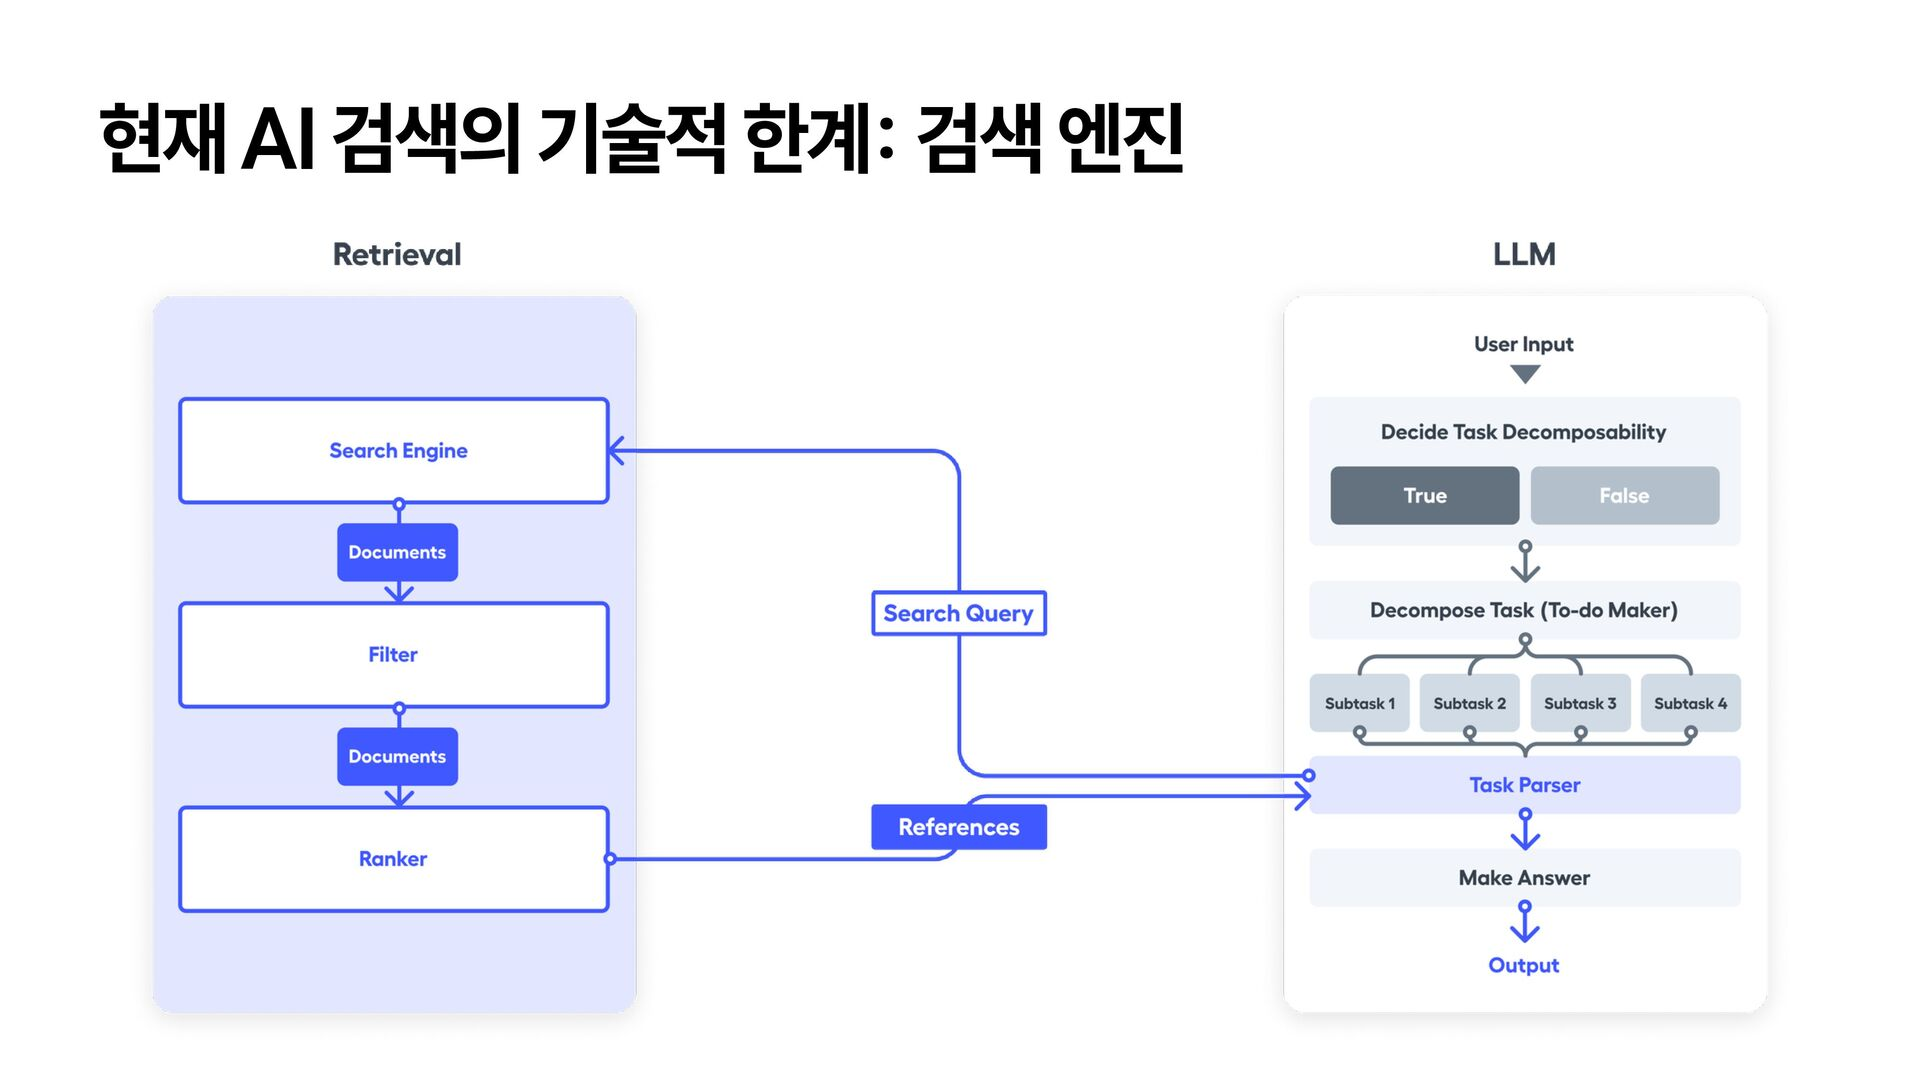 현재 AI 검색의 기술적 한계: 검색 엔진
Retrieval
Search Engine
Documents
Filter
Documents
Ranker
Search Query
References
LLM
User Input
Decide Task Decomposability
True False
Decompose Task (To-do Maker)
Subtask 1 Subtask 2 Subtask 3 Subtask 4
Task Parser
Make Answer
Output